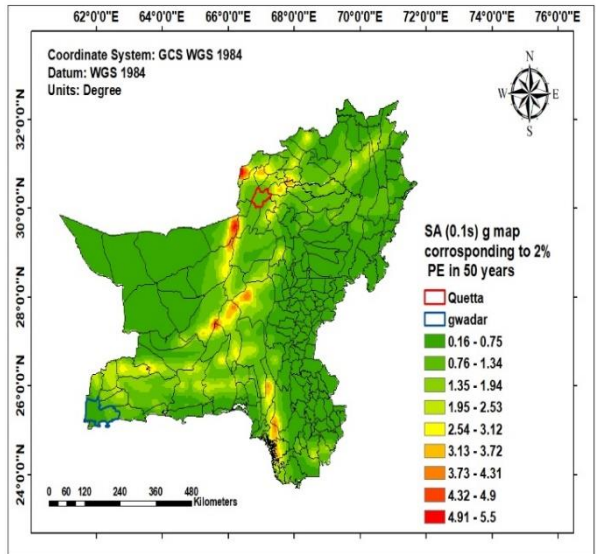 62°0'0"E 64°0'0"E 66°0'0"E 68°0'0"E 70°0'0"E 72°0'0"E 74°0'0"E 76°0'0"E
Coordinate System: GCS WGS 1984
Datum: WGS 1984
Units: Degree
N
W E
S
32°0'0"N
30°0'0"N
28°0'0"N
26°0'0"N
24°0'0"N
SA (0.1s) g map
corrosponding to 2%
PE in 50 years
Quetta
gwadar
0.16 - 0.75
0.76 - 1.34
1.35 - 1.94
1.95 - 2.53
2.54 - 3.12
3.13 - 3.72
3.73 - 4.31
4.32 - 4.9
4.91 - 5.5
0 60 120 240 360 480
Kilometers